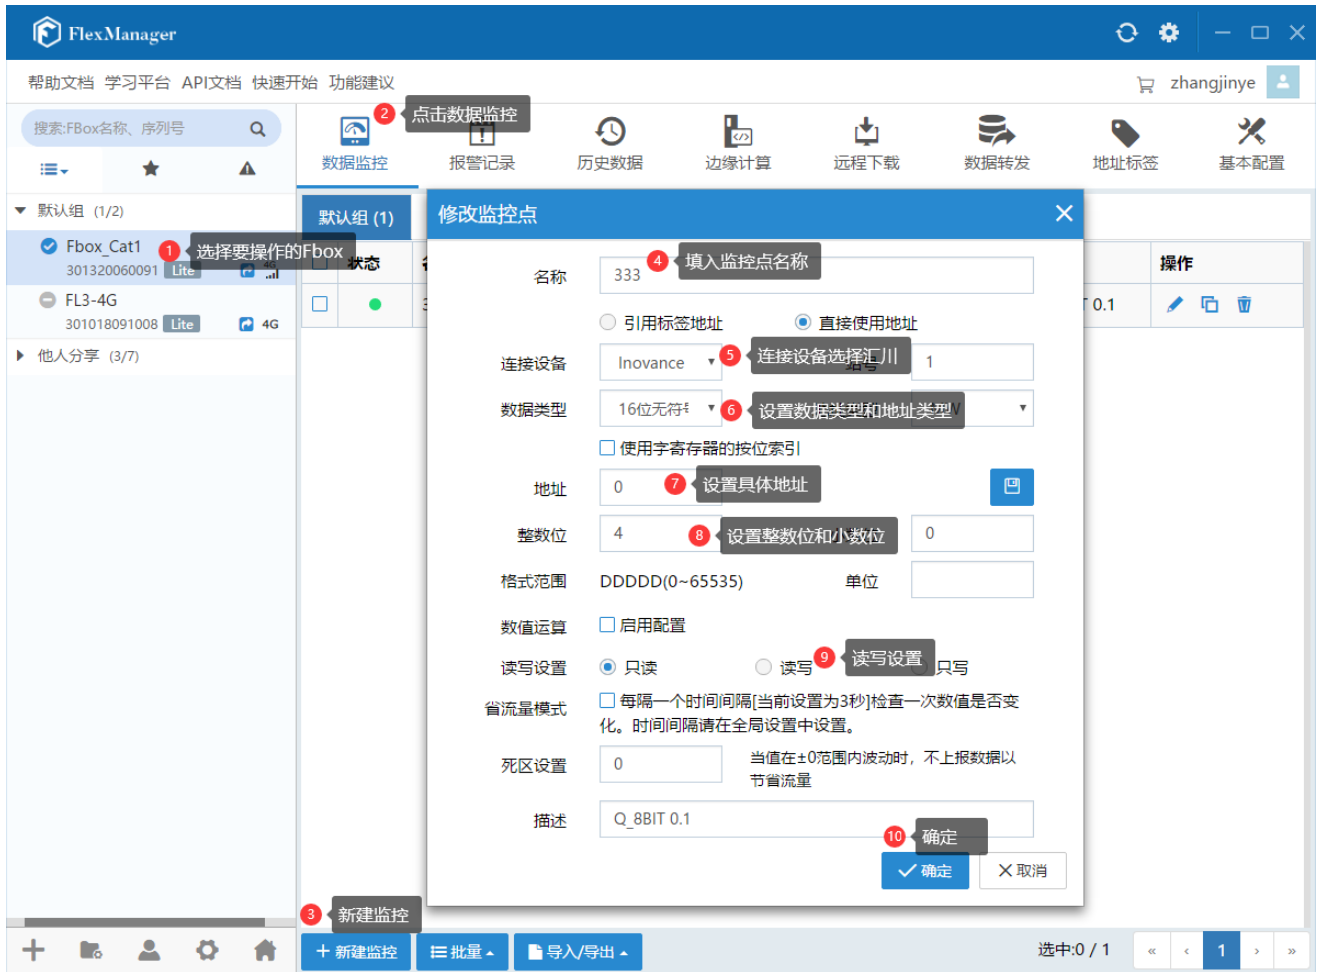 FlexManager
帮助文档 学习平台 API文档 快速开始 功能建议
zhangjinye
搜索:FBox名称、序列号
2 点击数据监控
数据监控 报警记录 历史数据 边缘计算 远程下载 数据转发 地址标签 基本配置
默认组 (1/2)
Fbox_Cat1
301320060091 Lite 4G
1 选择要操作的Fbox
FL3-4G
301018091008 Lite 4G
他人分享 (3/7)
默认组 (1)
状态
操作
0.1
修改监控点
名称 333
4 填入监控点名称
引用标签地址 直接使用地址
连接设备 Inovance
5 连接设备选择汇川
1
数据类型 16位无符
6 设置数据类型和地址类型
使用字寄存器的按位索引
地址 0
7 设置具体地址
整数位 4
8 设置整数位和小数位
0
格式范围 DDDDD(0~65535) 单位
数值运算 启用配置
读写设置 只读 读写 只写
9 读写设置
省流量模式 每隔一个时间间隔[当前设置为3秒]检查一次数值是否变
化。时间间隔请在全局设置中设置。
死区设置 0 当值在±0范围内波动时，不上报数据以
节省流量
描述 Q_8BIT 0.1
10 确定
确定 取消
3 新建监控
新建监控 批量 导入/导出
选中:0 / 1 « ‹ 1 › »